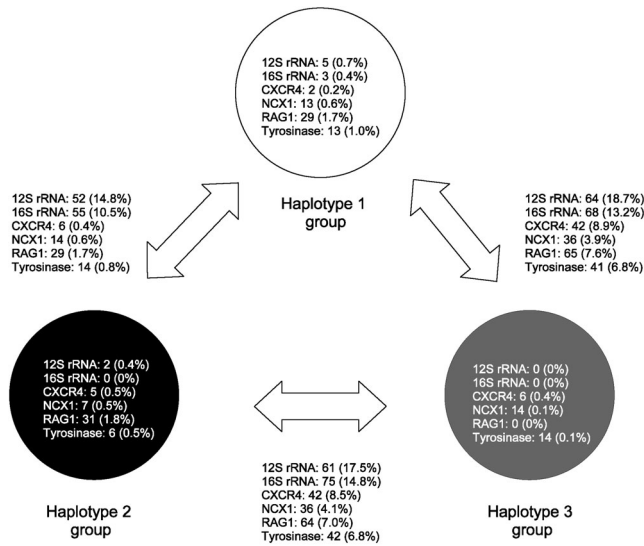 12S rRNA: 5 (0.7%)
16S rRNA: 3 (0.4%)
CXCR4: 2 (0.2%)
NCX1: 13 (0.6%)
RAG1: 29 (1.7%)
Tyrosinase: 13 (1.0%)
Haplotype 1
group
12S rRNA: 52 (14.8%)
16S rRNA: 55 (10.5%)
CXCR4: 6 (0.4%)
NCX1: 14 (0.6%)
RAG1: 29 (1.7%)
Tyrosinase: 14 (0.8%)
12S rRNA: 64 (18.7%)
16S rRNA: 68 (13.2%)
CXCR4: 42 (8.9%)
NCX1: 36 (3.9%)
RAG1: 65 (7.6%)
Tyrosinase: 41 (6.8%)
12S rRNA: 2 (0.4%)
16S rRNA: 0 (0%)
CXCR4: 5 (0.5%)
NCX1: 7 (0.5%)
RAG1: 31 (1.8%)
Tyrosinase: 6 (0.5%)
Haplotype 2
group
12S rRNA: 61 (17.5%)
16S rRNA: 75 (14.8%)
CXCR4: 42 (8.5%)
NCX1: 36 (4.1%)
RAG1: 64 (7.0%)
Tyrosinase: 42 (6.8%)
12S rRNA: 0 (0%)
16S rRNA: 0 (0%)
CXCR4: 6 (0.4%)
NCX1: 14 (0.1%)
RAG1: 0 (0%)
Tyrosinase: 14 (0.1%)
Haplotype 3
group